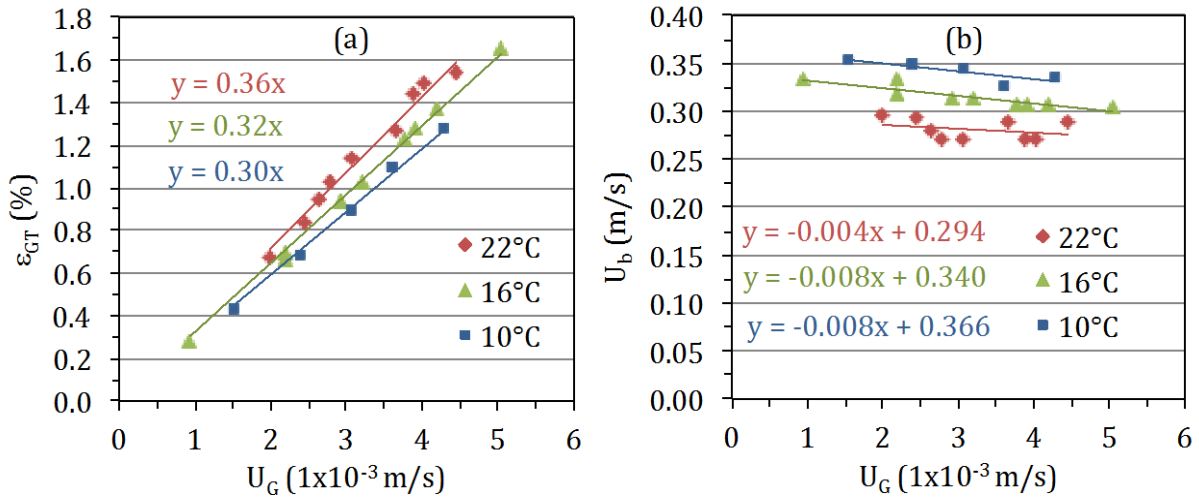 (a)
1.8
1.6
1.4
1.2
1.0
0.8
0.6
0.4
0.2
0.0
ε_GT (%)
y = 0.36x
y = 0.32x
y = 0.30x
22°C
16°C
10°C
0 1 2 3 4 5 6
U_G (1x10⁻³ m/s)
(b)
0.40
0.35
0.30
0.25
0.20
0.15
0.10
0.05
0.00
U_b (m/s)
y = -0.004x + 0.294
y = -0.008x + 0.340
y = -0.008x + 0.366
22°C
16°C
10°C
0 1 2 3 4 5 6
U_G (1x10⁻³ m/s)